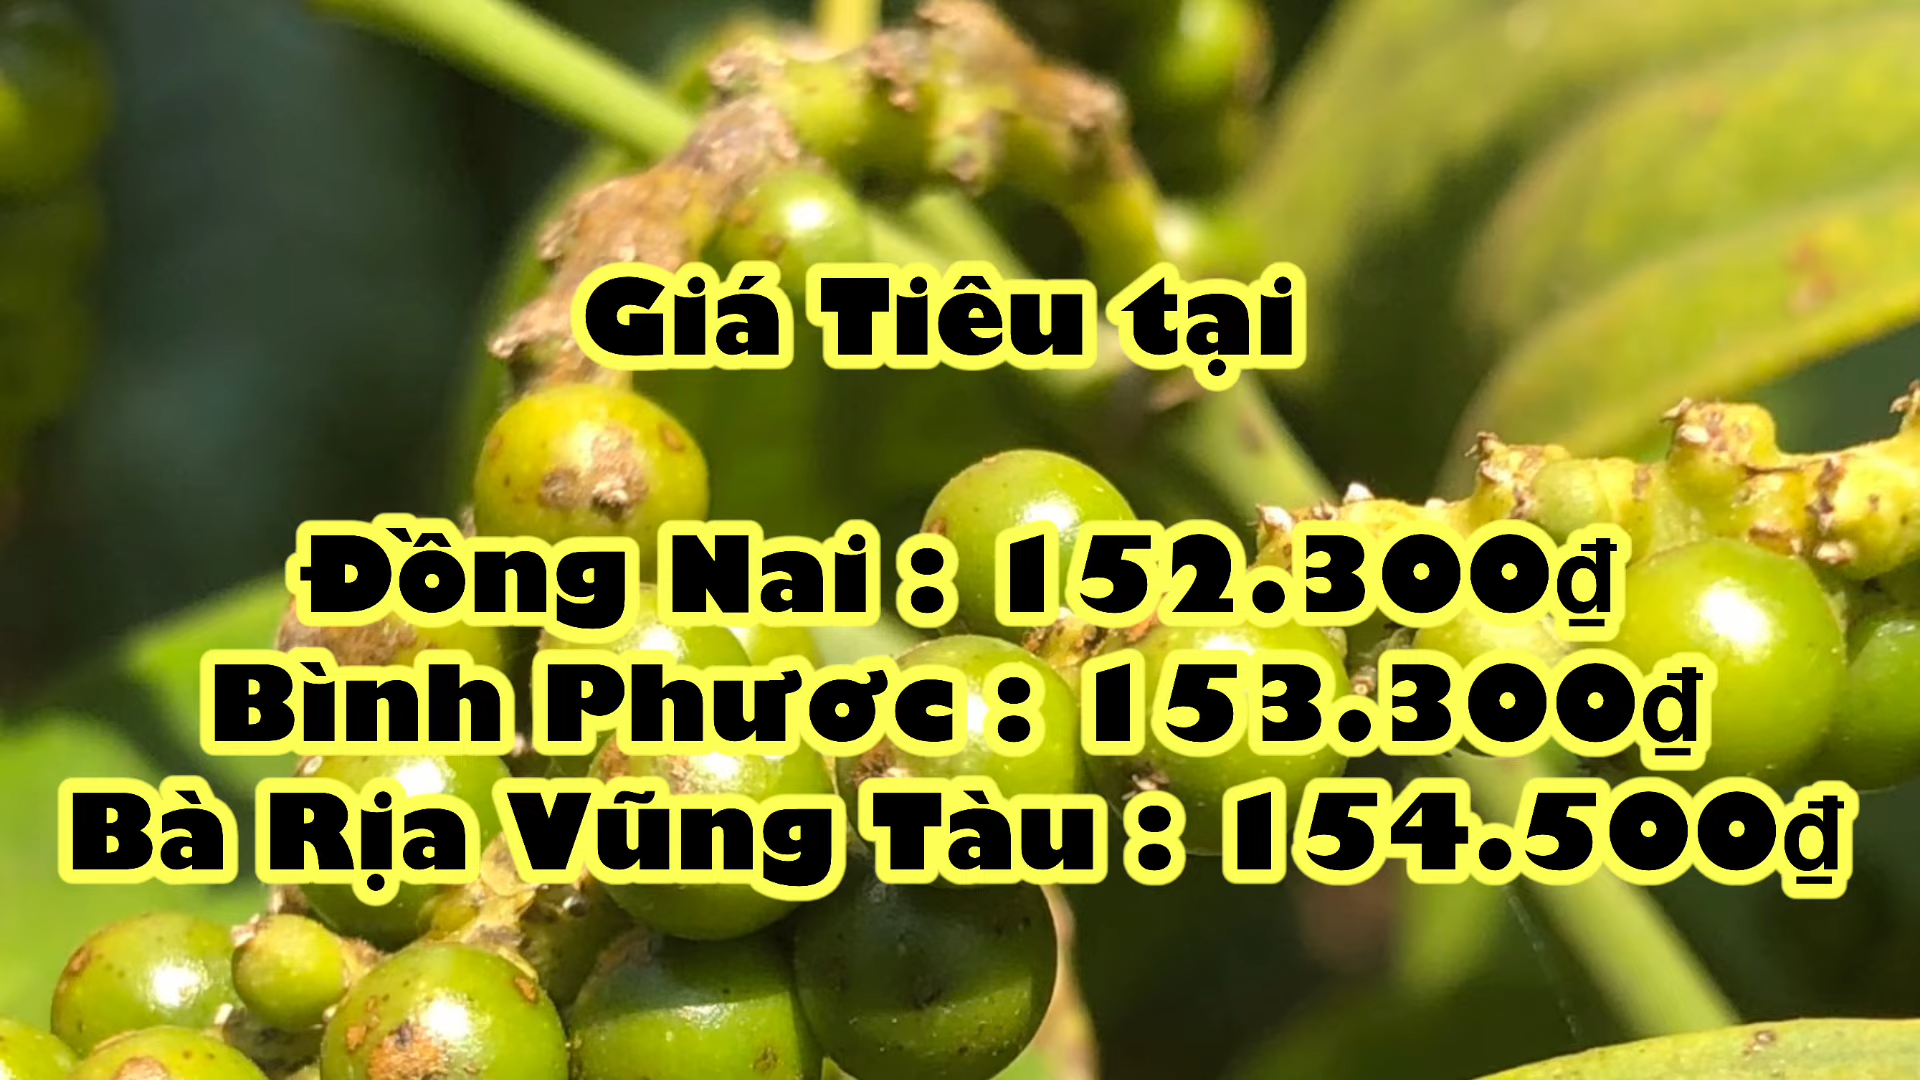 Giá Tiêu tại
Đồng Nai : 152.300₫
Bình Phươc : 153.300₫
Bà Rịa Vũng Tàu : 154.500₫